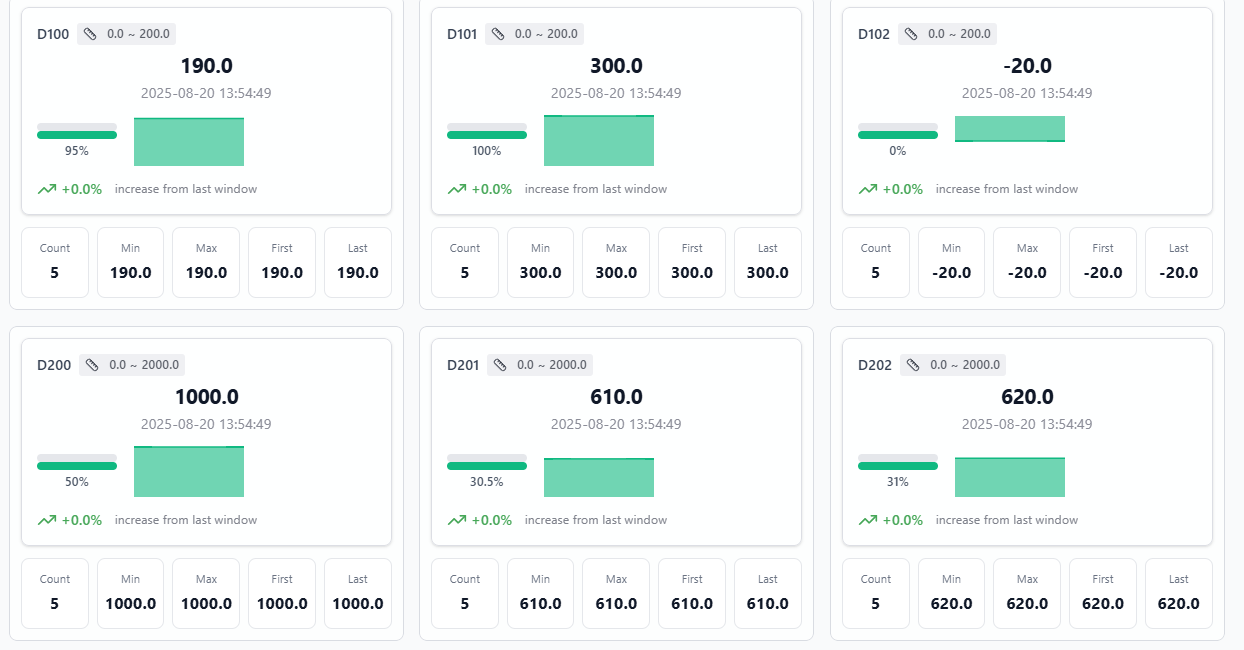 D100 0.0 ~ 200.0
190.0
2025-08-20 13:54:49
95%
+0.0% increase from last window
Count Min Max First Last
5 190.0 190.0 190.0 190.0
D101 0.0 ~ 200.0
300.0
2025-08-20 13:54:49
100%
+0.0% increase from last window
Count Min Max First Last
5 300.0 300.0 300.0 300.0
D102 0.0 ~ 200.0
-20.0
2025-08-20 13:54:49
0%
+0.0% increase from last window
Count Min Max First Last
5 -20.0 -20.0 -20.0 -20.0
D200 0.0 ~ 2000.0
1000.0
2025-08-20 13:54:49
50%
+0.0% increase from last window
Count Min Max First Last
5 1000.0 1000.0 1000.0 1000.0
D201 0.0 ~ 2000.0
610.0
2025-08-20 13:54:49
30.5%
+0.0% increase from last window
Count Min Max First Last
5 610.0 610.0 610.0 610.0
D202 0.0 ~ 2000.0
620.0
2025-08-20 13:54:49
31%
+0.0% increase from last window
Count Min Max First Last
5 620.0 620.0 620.0 620.0